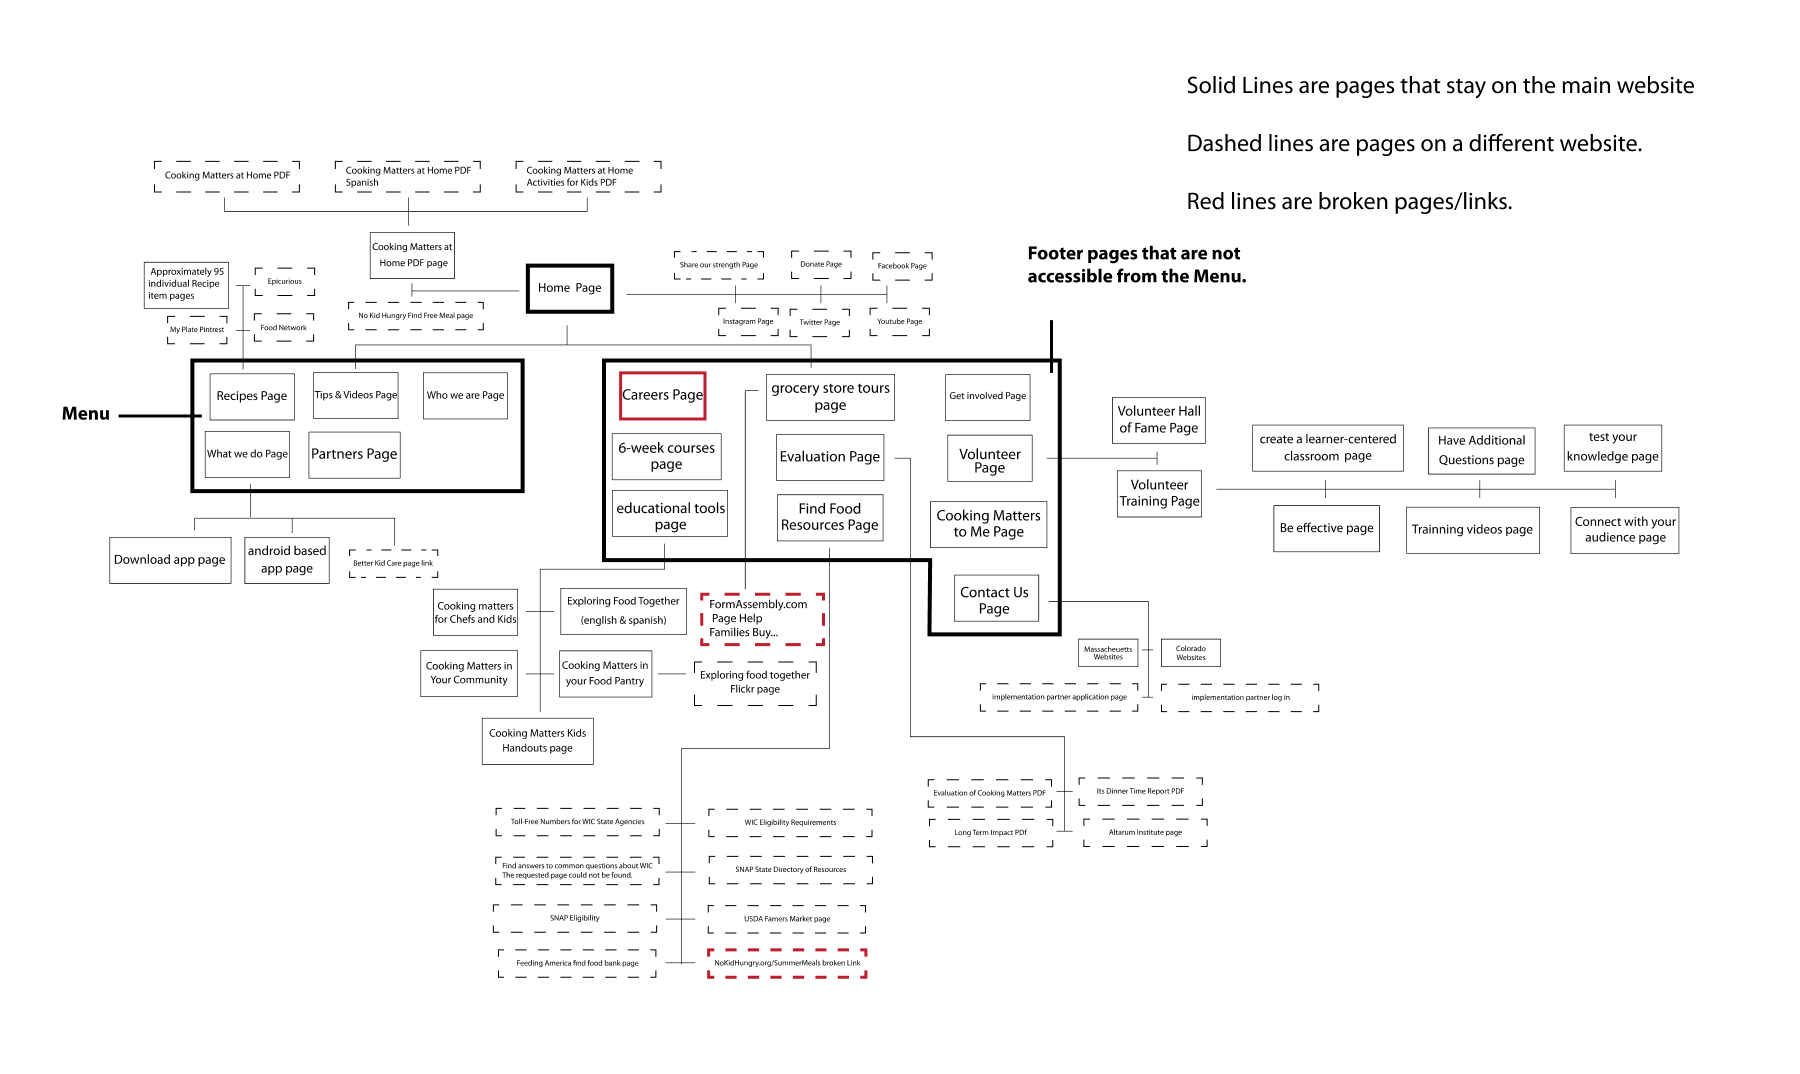 Solid Lines are pages that stay on the main website
Dashed lines are pages on a different website.
Red lines are broken pages/links.
Cooking Matters at Home PDF
Cooking Matters at Home PDF
Spanish
Cooking Matters at Home
Activities for Kids PDF
Cooking Matters at
Home PDF page
Footer pages that are not
accessible from the Menu.
Approximately 95
individual Recipe
item pages
Epicurious
My Plate Pintrest
Food Network
No Kid Hungry Find Free Meal page
Home Page
Share our strength Page
Donate Page
Facebook Page
Instagram Page
Twitter Page
Youtube Page
Menu
Recipes Page
Tips & Videos Page
Who we are Page
What we do Page
Partners Page
Careers Page
grocery store tours
page
Get involved Page
6-week courses
page
Evaluation Page
Volunteer
Page
educational tools
page
Find Food
Resources Page
Cooking Matters
to Me Page
Contact Us
Page
Volunteer Hall
of Fame Page
Volunteer
Training Page
create a learner-centered
classroom page
Have Additional
Questions page
test your
knowledge page
Be effective page
Trainning videos page
Connect with your
audience page
Download app page
android based
app page
Better Kid Care page link
Cooking matters
for Chefs and Kids
Exploring Food Together
(english & spanish)
FormAssembly.com
Page Help
Families Buy...
Cooking Matters in
Your Community
Cooking Matters in
your Food Pantry
Exploring food together
Flickr page
Cooking Matters Kids
Handouts page
Massacheuetts
Websites
Colorado
Websites
implementation partner application page
implementation partner log in
Evaluation of Cooking Matters PDF
Its Dinner Time Report PDF
Long Term Impact PDf
Altarum Institute page
Toll-Free Numbers for WIC State Agencies
WIC Eligibility Requirements
Find answers to common questions about WIC
The requested page could not be found.
SNAP State Directory of Resources
SNAP Eligibility
USDA Famers Market page
Feeding America find food bank page
NoKidHungry.org/SummerMeals broken Link